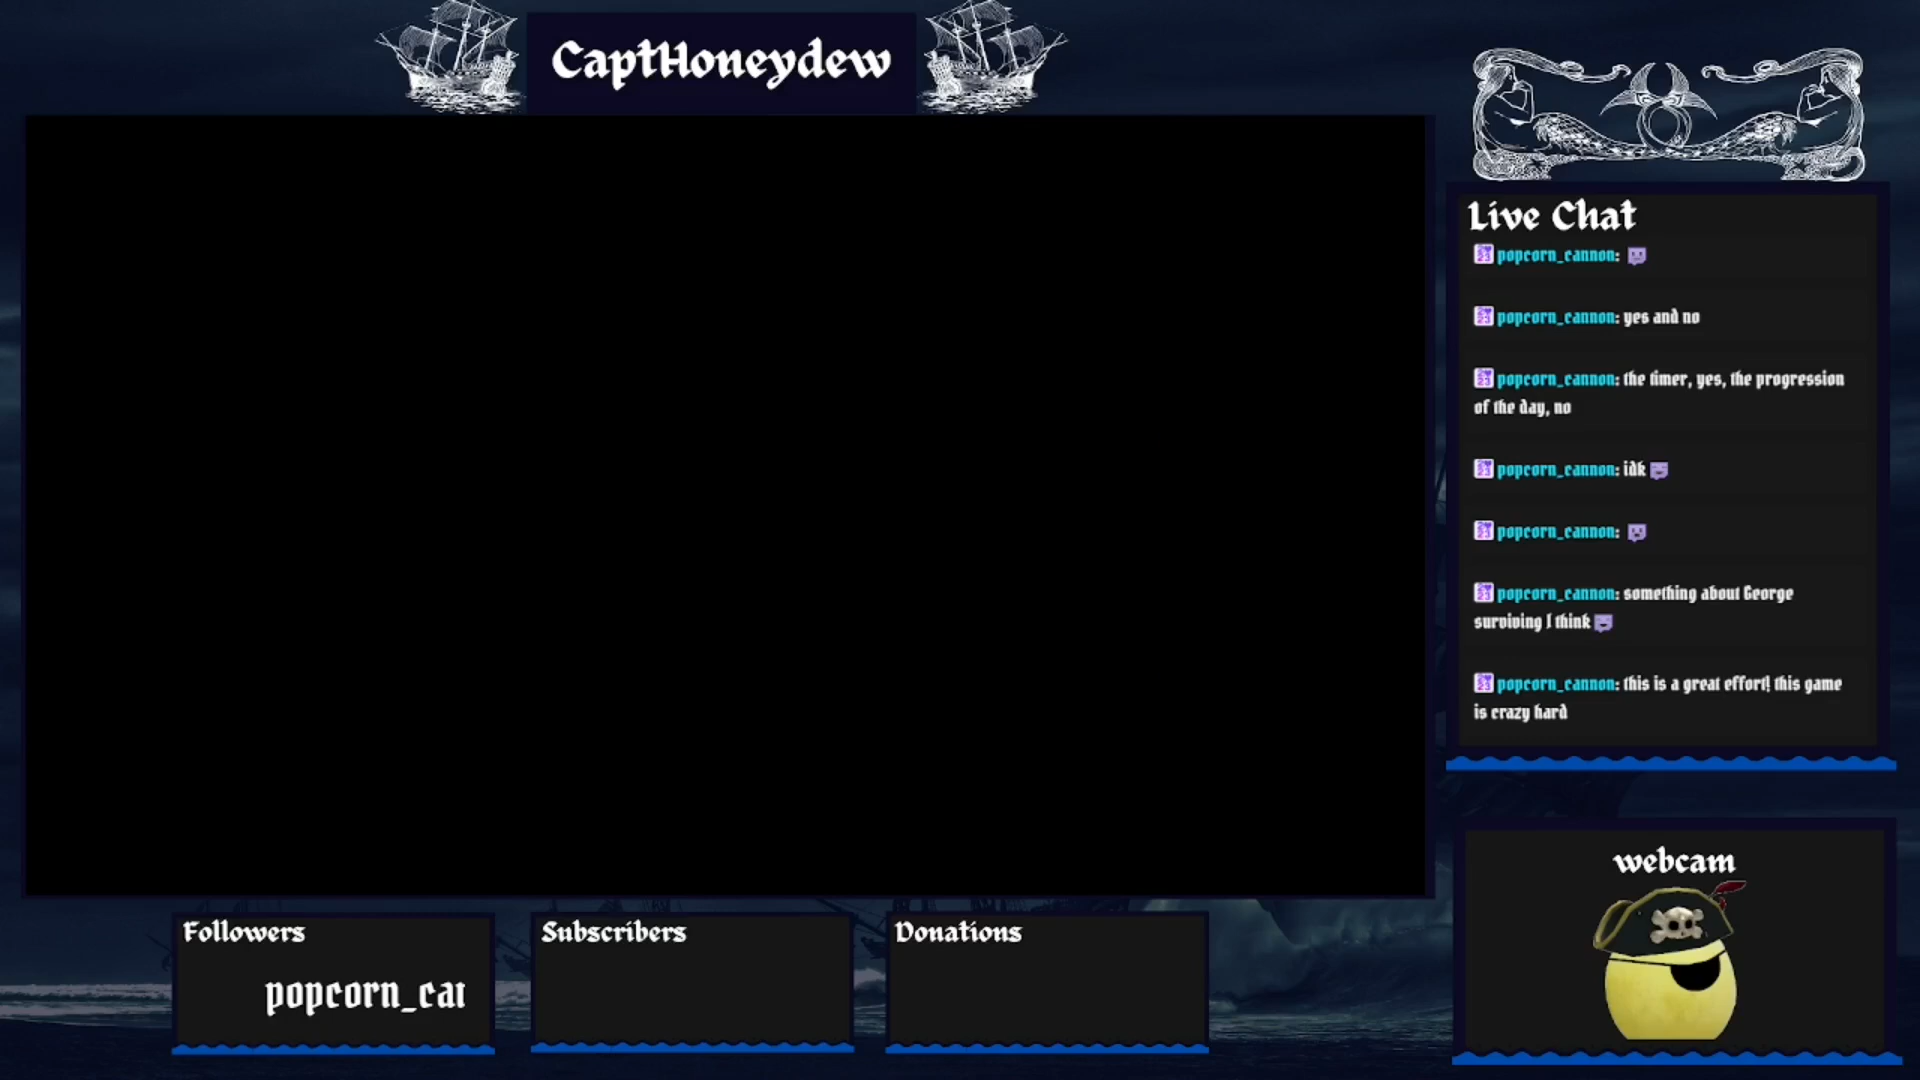 CaptHoneydew
Live Chat
popcorn_cannon:
popcorn_cannon: yes and no
popcorn_cannon: the timer, yes, the progression
of the day, no
popcorn_cannon: idk
popcorn_cannon:
popcorn_cannon: something about George
surviving I think
popcorn_cannon: this is a great effort! this game
is crazy hard
webcam
Followers
popcorn_ca
Subscribers
Donations